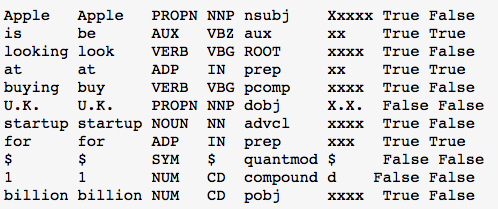 Apple Apple PROPN NNP nsubj Xxxxx True False
is be AUX VBZ aux xx True True
looking look VERB VBG ROOT xxxx True False
at at ADP IN prep xx True True
buying buy VERB VBG pcomp xxxx True False
U.K. U.K. PROPN NNP dobj X.X. False False
startup startup NOUN NN advcl xxxx True False
for for ADP IN prep xxx True True
$ $ SYM $ quantmod $ False False
1 1 NUM CD compound d False False
billion billion NUM CD pobj xxxx True False